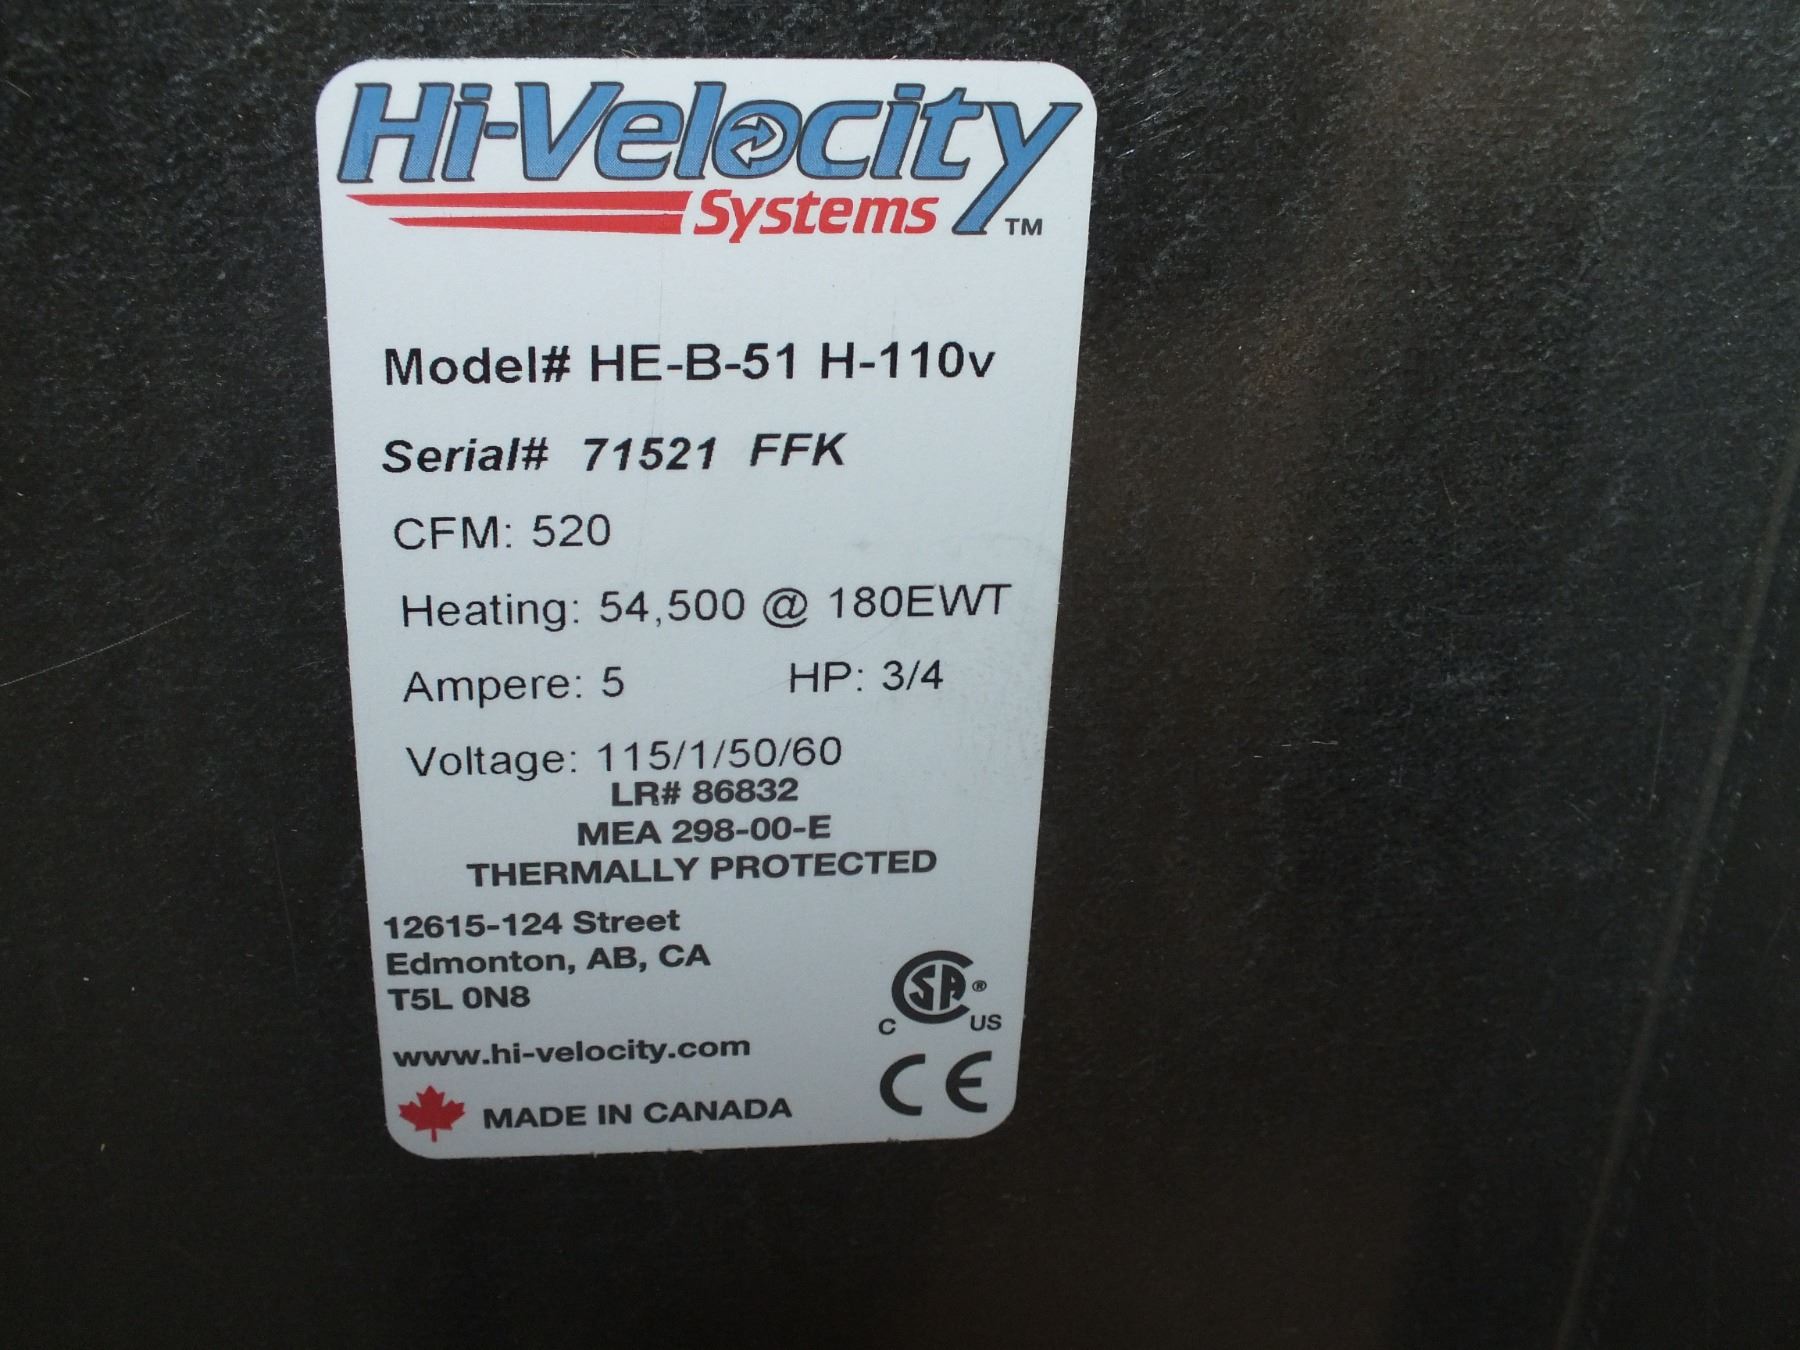 Hi-Velocity
Systems ™
Model# HE-B-51 H-110v
Serial# 71521 FFK
CFM: 520
Heating: 54,500 @ 180EWT
Ampere: 5 HP: 3/4
Voltage: 115/1/50/60
LR# 86832
MEA 298-00-E
THERMALLY PROTECTED
12615-124 Street
Edmonton, AB, CA
T5L 0N8
CSA ®
C US
www.hi-velocity.com
CE
MADE IN CANADA